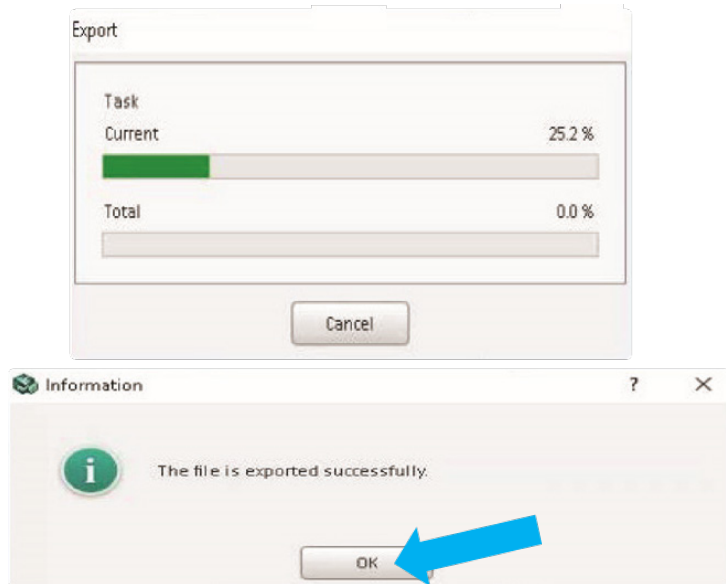 Export
Task
Current 25.2 %
Total 0.0 %
Cancel
Information ?
The file is exported successfully.
OK